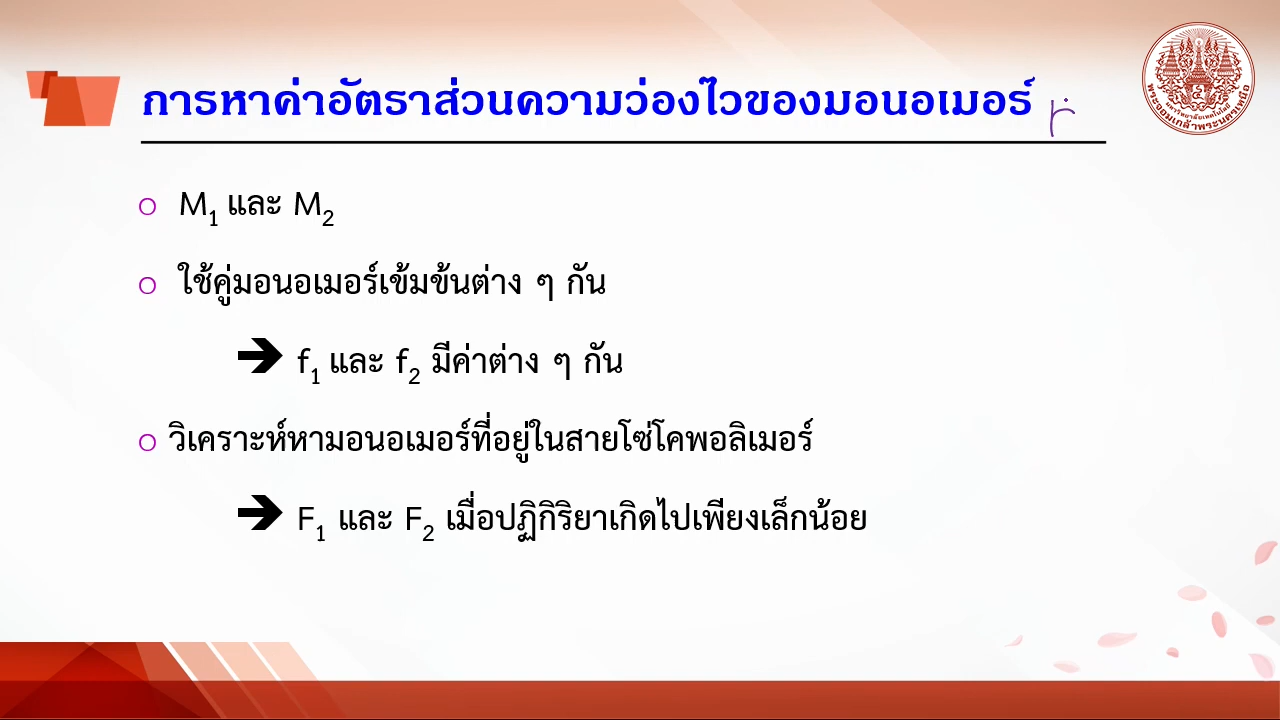 การหาค่าอัตราส่วนความว่องไวของมอนอเมอร์ r
M1 และ M2
ใช้คู่มอนอเมอร์เข้มข้นต่าง ๆ กัน
➔ f1 และ f2 มีค่าต่าง ๆ กัน
วิเคราะห์หามอนอเมอร์ที่อยู่ในสายโซ่โคพอลิเมอร์
➔ F1 และ F2 เมื่อปฏิกิริยาเกิดไปเพียงเล็กน้อย